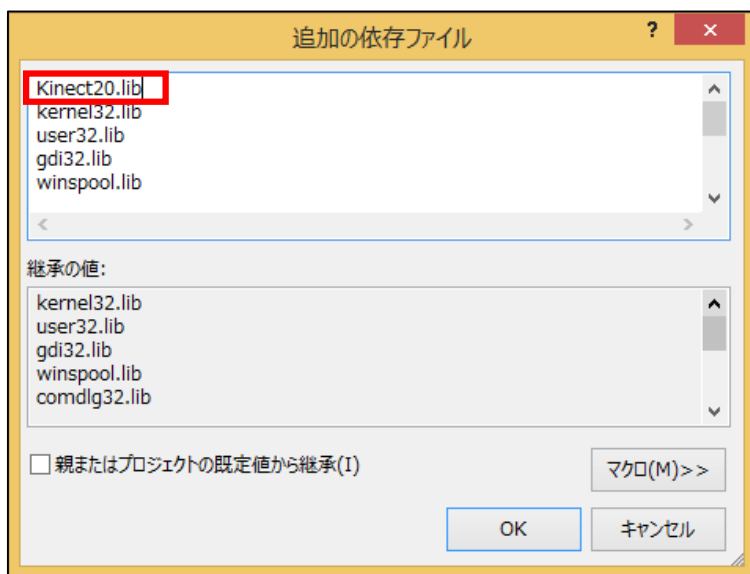 追加の依存ファイル
?
×
Kinect20.lib
kernel32.lib
user32.lib
gdi32.lib
winspool.lib
継承の値:
kernel32.lib
user32.lib
gdi32.lib
winspool.lib
comdlg32.lib
親またはプロジェクトの既定値から継承(I)
マクロ(M)>>
OK
キャンセル